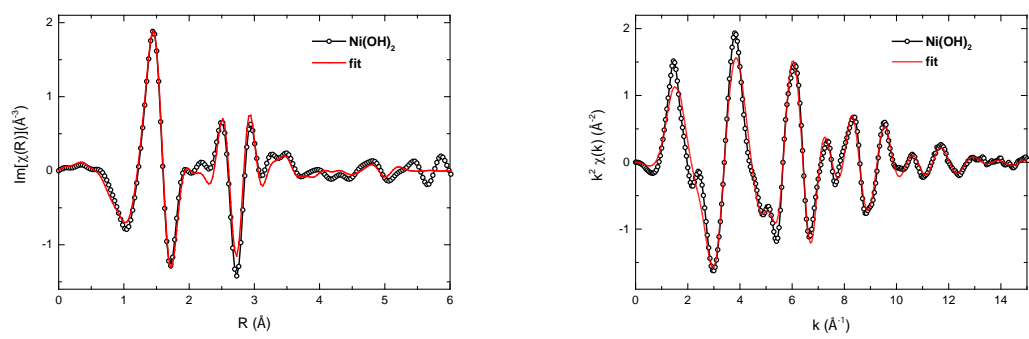 2
1
0
-1
0 1 2 3 4 5 6
Im[χ(R)](Å⁻³)
R (Å)
Ni(OH)₂
fit
2
1
0
-1
0 2 4 6 8 10 12 14
k² χ(k) (Å⁻²)
k (Å⁻¹)
Ni(OH)₂
fit